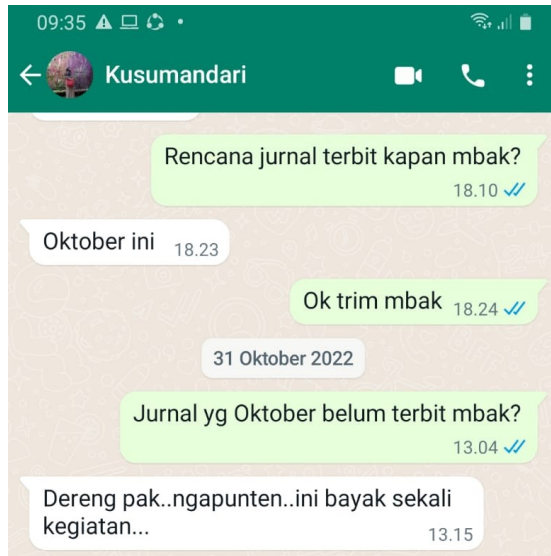 09:35
Kusumandari
Rencana jurnal terbit kapan mbak?
18.10
Oktober ini 18.23
Ok trim mbak 18.24
31 Oktober 2022
Jurnal yg Oktober belum terbit mbak?
13.04
Dereng pak..ngapunten..ini bayak sekali
kegiatan...
13.15